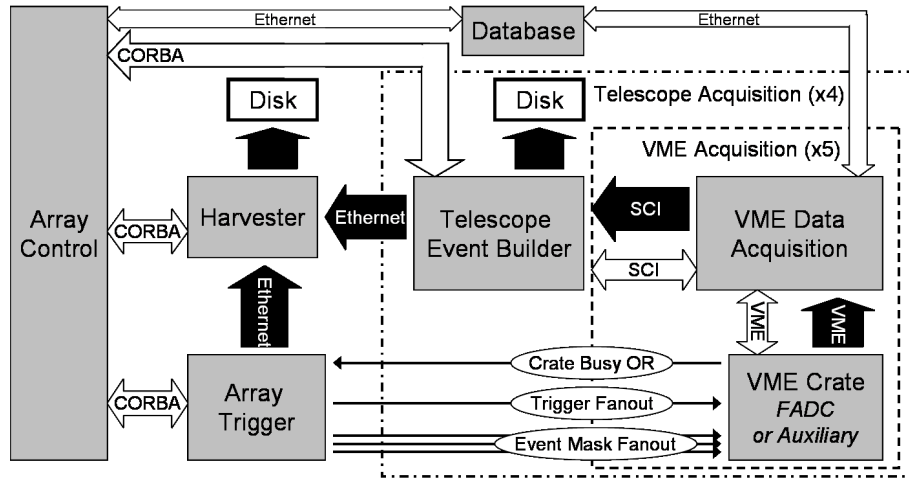 Ethernet
Database
Ethernet
CORBA
Disk
Disk
Telescope Acquisition (x4)
VME Acquisition (x5)
Array
Control
CORBA
Harvester
Ethernet
Telescope
Event Builder
SCI
SCI
VME Data
Acquisition
Ethernet
VME
VME
CORBA
Array
Trigger
Crate Busy OR
Trigger Fanout
Event Mask Fanout
VME Crate
FADC
or Auxiliary